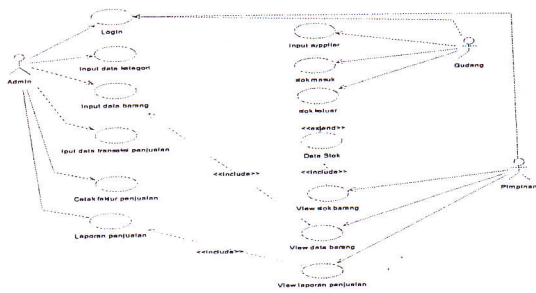 Login
Admin
Input data kategori
Input data barang
Iput data transaksi penjualan
Cetak faktur penjualan
Laporan penjualan
Input supplier
Gudang
stok masuk
stok keluar
<<extend>>
Data Stok
<<include>>
<<include>>
Pimpinan
View stok barang
View data barang
<<include>>
View laporan penjualan